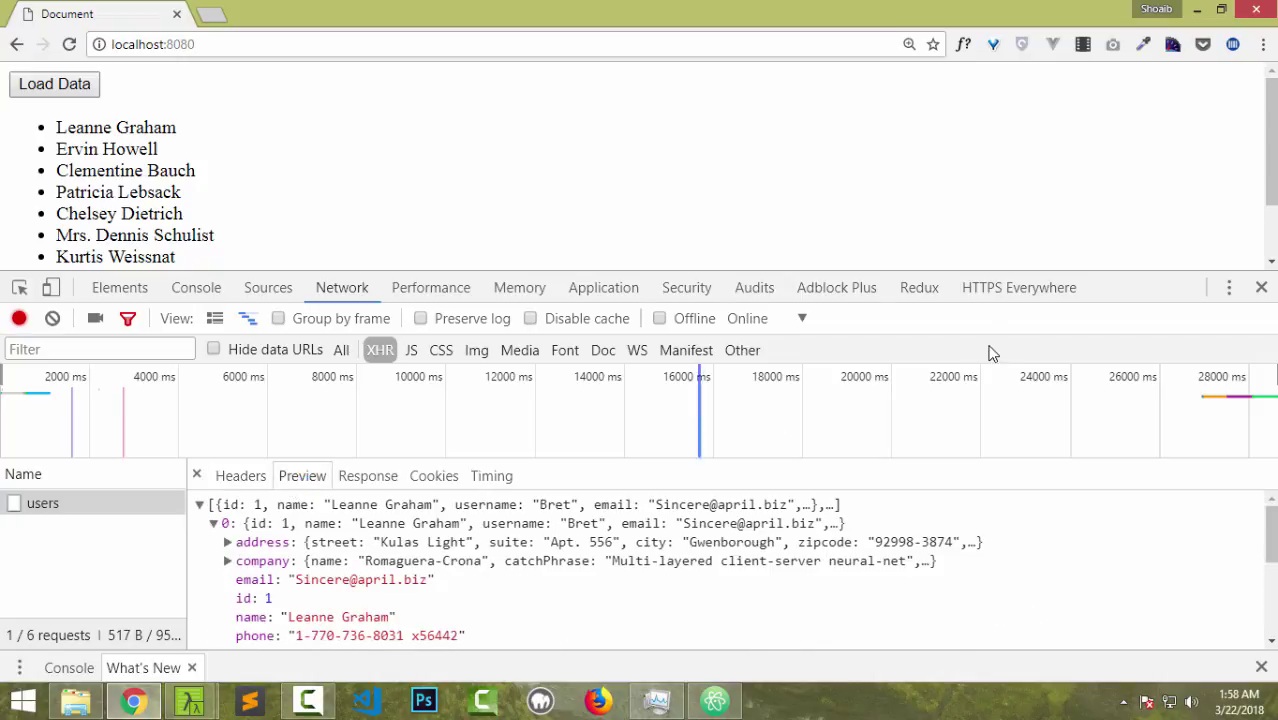 Document
Shoaib
localhost:8080
f?
Load Data
• Leanne Graham
• Ervin Howell
• Clementine Bauch
• Patricia Lebsack
• Chelsey Dietrich
• Mrs. Dennis Schulist
• Kurtis Weissnat
Elements Console Sources Network Performance Memory Application Security Audits Adblock Plus Redux HTTPS Everywhere
View: Group by frame Preserve log Disable cache Offline Online
Filter Hide data URLs All XHR JS CSS Img Media Font Doc WS Manifest Other
2000 ms 4000 ms 6000 ms 8000 ms 10000 ms 12000 ms 14000 ms 16000 ms 18000 ms 20000 ms 22000 ms 24000 ms 26000 ms 28000 ms
Name Headers Preview Response Cookies Timing
users
[{id: 1, name: "Leanne Graham", username: "Bret", email: "Sincere@april.biz",…},…]
0: {id: 1, name: "Leanne Graham", username: "Bret", email: "Sincere@april.biz",…}
address: {street: "Kulas Light", suite: "Apt. 556", city: "Gwenborough", zipcode: "92998-3874",…}
company: {name: "Romaguera-Crona", catchPhrase: "Multi-layered client-server neural-net",…}
email: "Sincere@april.biz"
id: 1
name: "Leanne Graham"
phone: "1-770-736-8031 x56442"
1 / 6 requests | 517 B / 95...
Console What's New
Ps
1:58 AM
3/22/2018